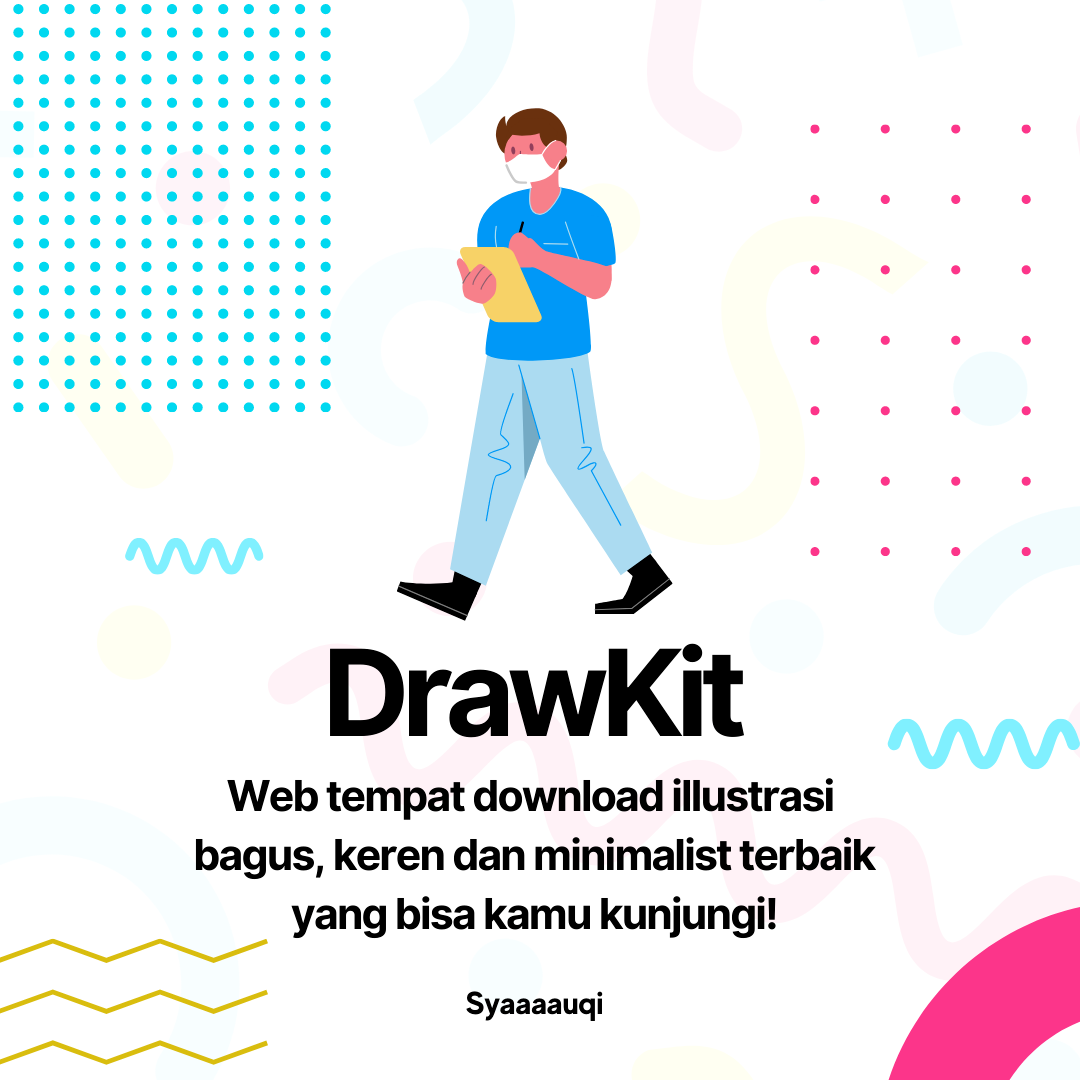 DrawKit
Web tempat download illustrasi
bagus, keren dan minimalist terbaik
yang bisa kamu kunjungi!
Syaaaauqi